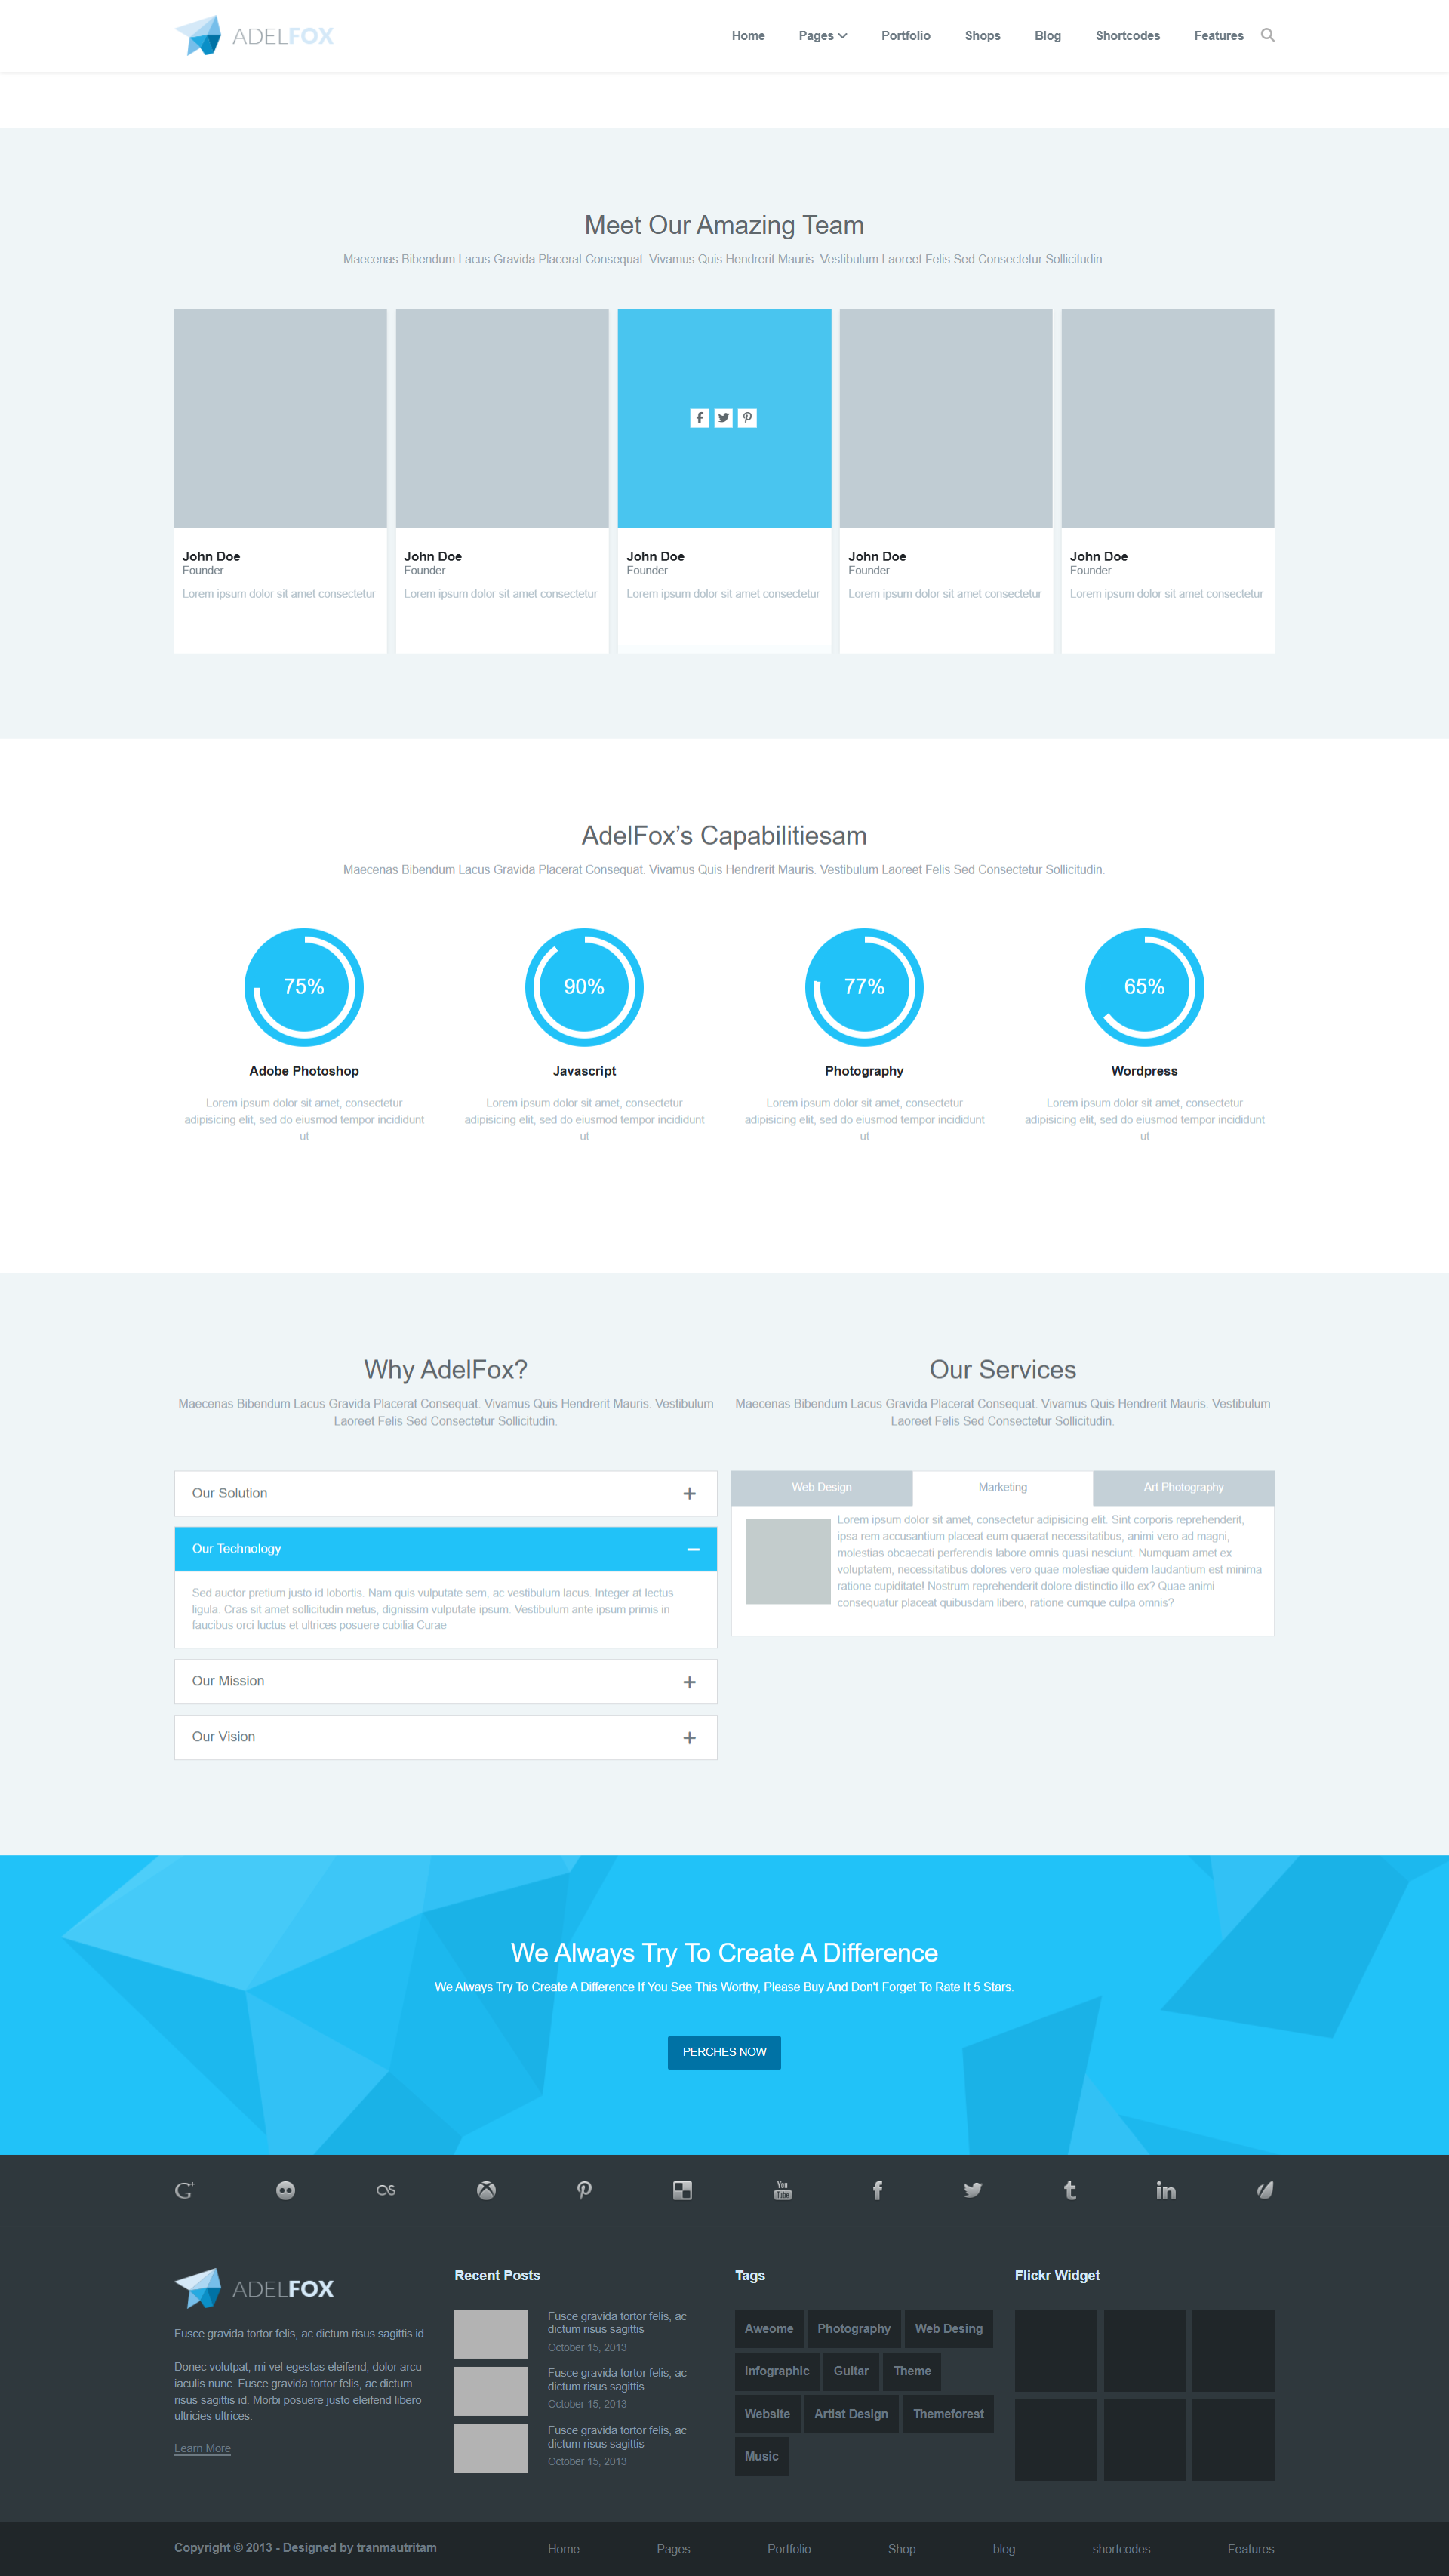 ADELFOX
Home Pages Portfolio Shops Blog Shortcodes Features
Meet Our Amazing Team
Maecenas Bibendum Lacus Gravida Placerat Consequat. Vivamus Quis Hendrerit Mauris. Vestibulum Laoreet Felis Sed Consectetur Sollicitudin.
John Doe
Founder
Lorem ipsum dolor sit amet consectetur
John Doe
Founder
Lorem ipsum dolor sit amet consectetur
John Doe
Founder
Lorem ipsum dolor sit amet consectetur
John Doe
Founder
Lorem ipsum dolor sit amet consectetur
John Doe
Founder
Lorem ipsum dolor sit amet consectetur
AdelFox’s Capabilitiesam
Maecenas Bibendum Lacus Gravida Placerat Consequat. Vivamus Quis Hendrerit Mauris. Vestibulum Laoreet Felis Sed Consectetur Sollicitudin.
75%
Adobe Photoshop
Lorem ipsum dolor sit amet, consectetur
adipisicing elit, sed do eiusmod tempor incididunt
ut
90%
Javascript
Lorem ipsum dolor sit amet, consectetur
adipisicing elit, sed do eiusmod tempor incididunt
ut
77%
Photography
Lorem ipsum dolor sit amet, consectetur
adipisicing elit, sed do eiusmod tempor incididunt
ut
65%
Wordpress
Lorem ipsum dolor sit amet, consectetur
adipisicing elit, sed do eiusmod tempor incididunt
ut
Why AdelFox?
Maecenas Bibendum Lacus Gravida Placerat Consequat. Vivamus Quis Hendrerit Mauris. Vestibulum
Laoreet Felis Sed Consectetur Sollicitudin.
Our Solution
Our Technology
Sed auctor pretium justo id lobortis. Nam quis vulputate sem, ac vestibulum lacus. Integer at lectus
ligula. Cras sit amet sollicitudin metus, dignissim vulputate ipsum. Vestibulum ante ipsum primis in
faucibus orci luctus et ultrices posuere cubilia Curae
Our Mission
Our Vision
Our Services
Maecenas Bibendum Lacus Gravida Placerat Consequat. Vivamus Quis Hendrerit Mauris. Vestibulum
Laoreet Felis Sed Consectetur Sollicitudin.
Web Design Marketing Art Photography
Lorem ipsum dolor sit amet, consectetur adipisicing elit. Sint corporis reprehenderit,
ipsa rem accusantium placeat eum quaerat necessitatibus, animi vero ad magni,
molestias obcaecati perferendis labore omnis quasi nesciunt. Numquam amet ex
voluptatem, necessitatibus dolores vero quae molestiae quidem laudantium est minima
ratione cupiditate! Nostrum reprehenderit dolore distinctio illo ex? Quae animi
consequatur placeat quibusdam libero, ratione cumque culpa omnis?
We Always Try To Create A Difference
We Always Try To Create A Difference If You See This Worthy, Please Buy And Don't Forget To Rate It 5 Stars.
PERCHES NOW
You
Tube
ADELFOX
Fusce gravida tortor felis, ac dictum risus sagittis id.
Donec volutpat, mi vel egestas eleifend, dolor arcu
iaculis nunc. Fusce gravida tortor felis, ac dictum
risus sagittis id. Morbi posuere justo eleifend libero
ultricies ultrices.
Learn More
Recent Posts
Fusce gravida tortor felis, ac
dictum risus sagittis
October 15, 2013
Fusce gravida tortor felis, ac
dictum risus sagittis
October 15, 2013
Fusce gravida tortor felis, ac
dictum risus sagittis
October 15, 2013
Tags
Aweome Photography Web Desing
Infographic Guitar Theme
Website Artist Design Themeforest
Music
Flickr Widget
Copyright © 2013 - Designed by tranmautritam
Home Pages Portfolio Shop blog shortcodes Features